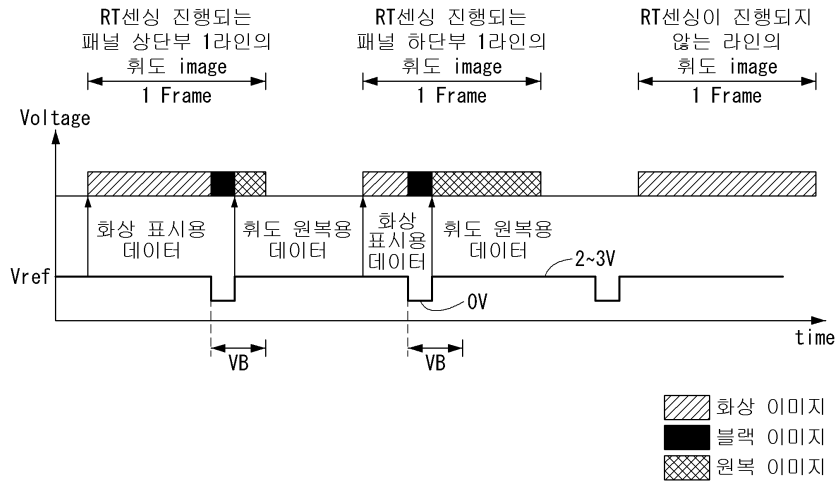 RT센싱 진행되는
패널 상단부 1라인의
휘도 image
1 Frame
RT센싱 진행되는
패널 하단부 1라인의
휘도 image
1 Frame
RT센싱이 진행되지
않는 라인의
휘도 image
1 Frame
Voltage
화상 표시용
데이터
휘도 원복용
데이터
화상
표시용
데이터
휘도 원복용
데이터
Vref
2~3V
0V
time
VB
VB
화상 이미지
블랙 이미지
원복 이미지